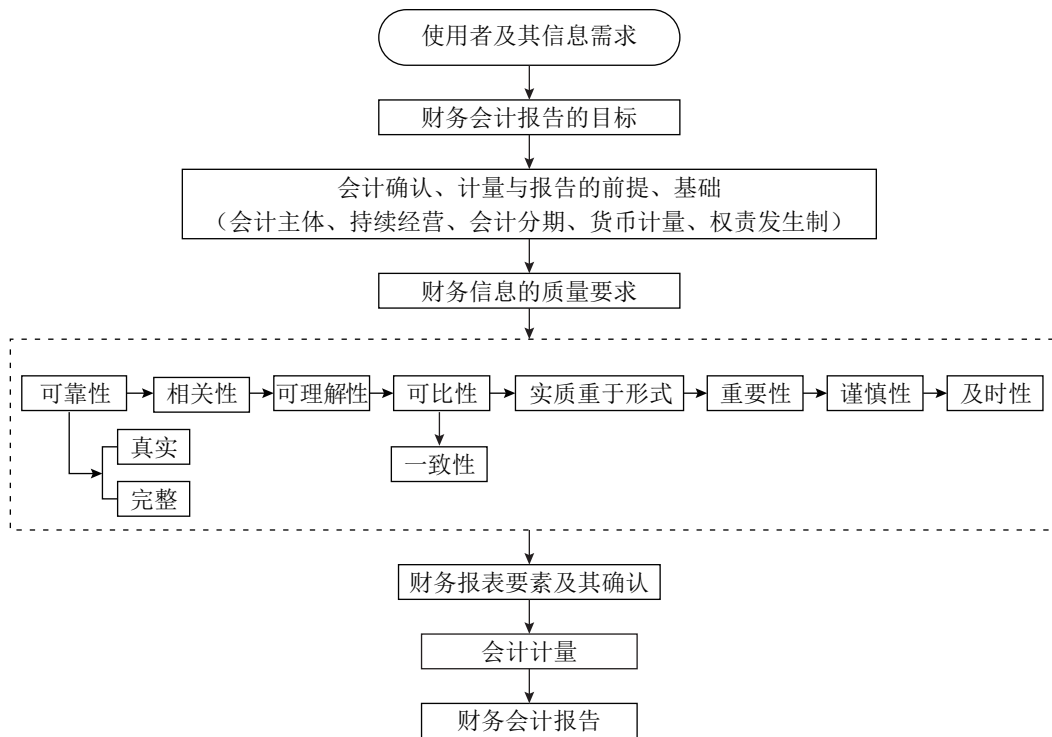 使用者及其信息需求
财务会计报告的目标
会计确认、计量与报告的前提、基础
（会计主体、持续经营、会计分期、货币计量、权责发生制）
财务信息的质量要求
可靠性
相关性
可理解性
可比性
实质重于形式
重要性
谨慎性
及时性
真实
一致性
完整
财务报表要素及其确认
会计计量
财务会计报告